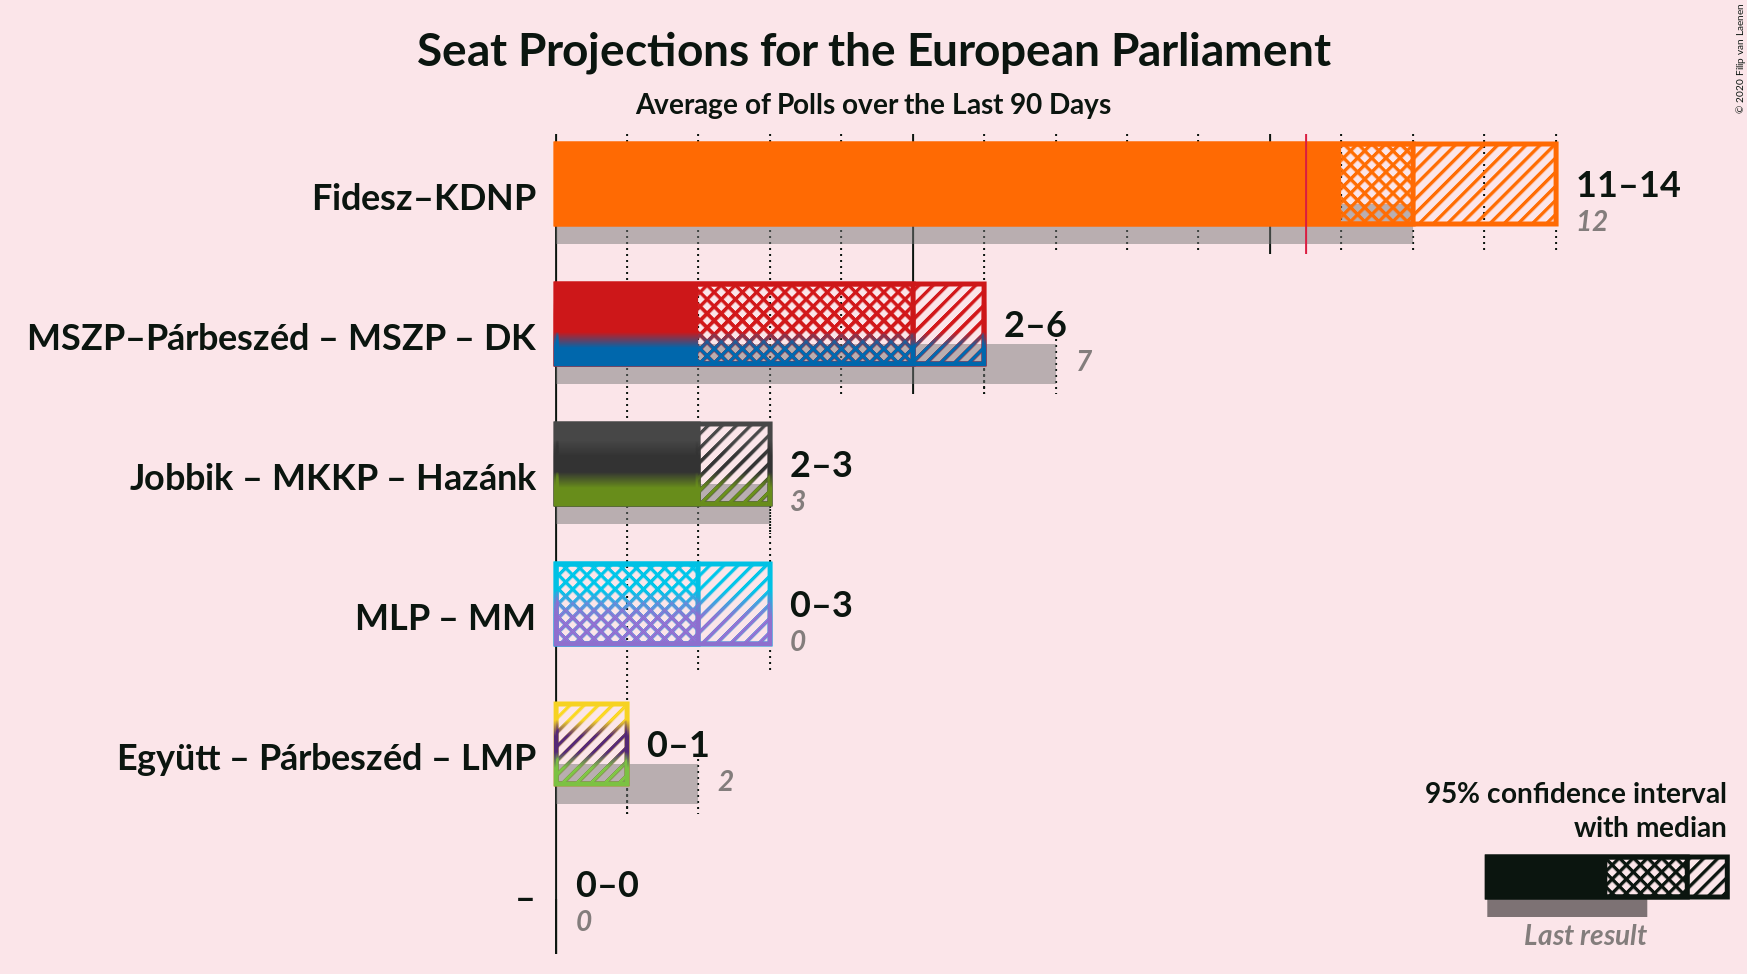 Seat Projections for the European Parliament
Average of Polls over the Last 90 Days
© 2020 Filip van Laenen
Fidesz–KDNP
11–14
12
MSZP–Párbeszéd – MSZP – DK
2–6
7
Jobbik – MKKP – Hazánk
2–3
3
MLP – MM
0–3
0
Együtt – Párbeszéd – LMP
0–1
2
–
0–0
0
95% confidence interval
with median
Last result